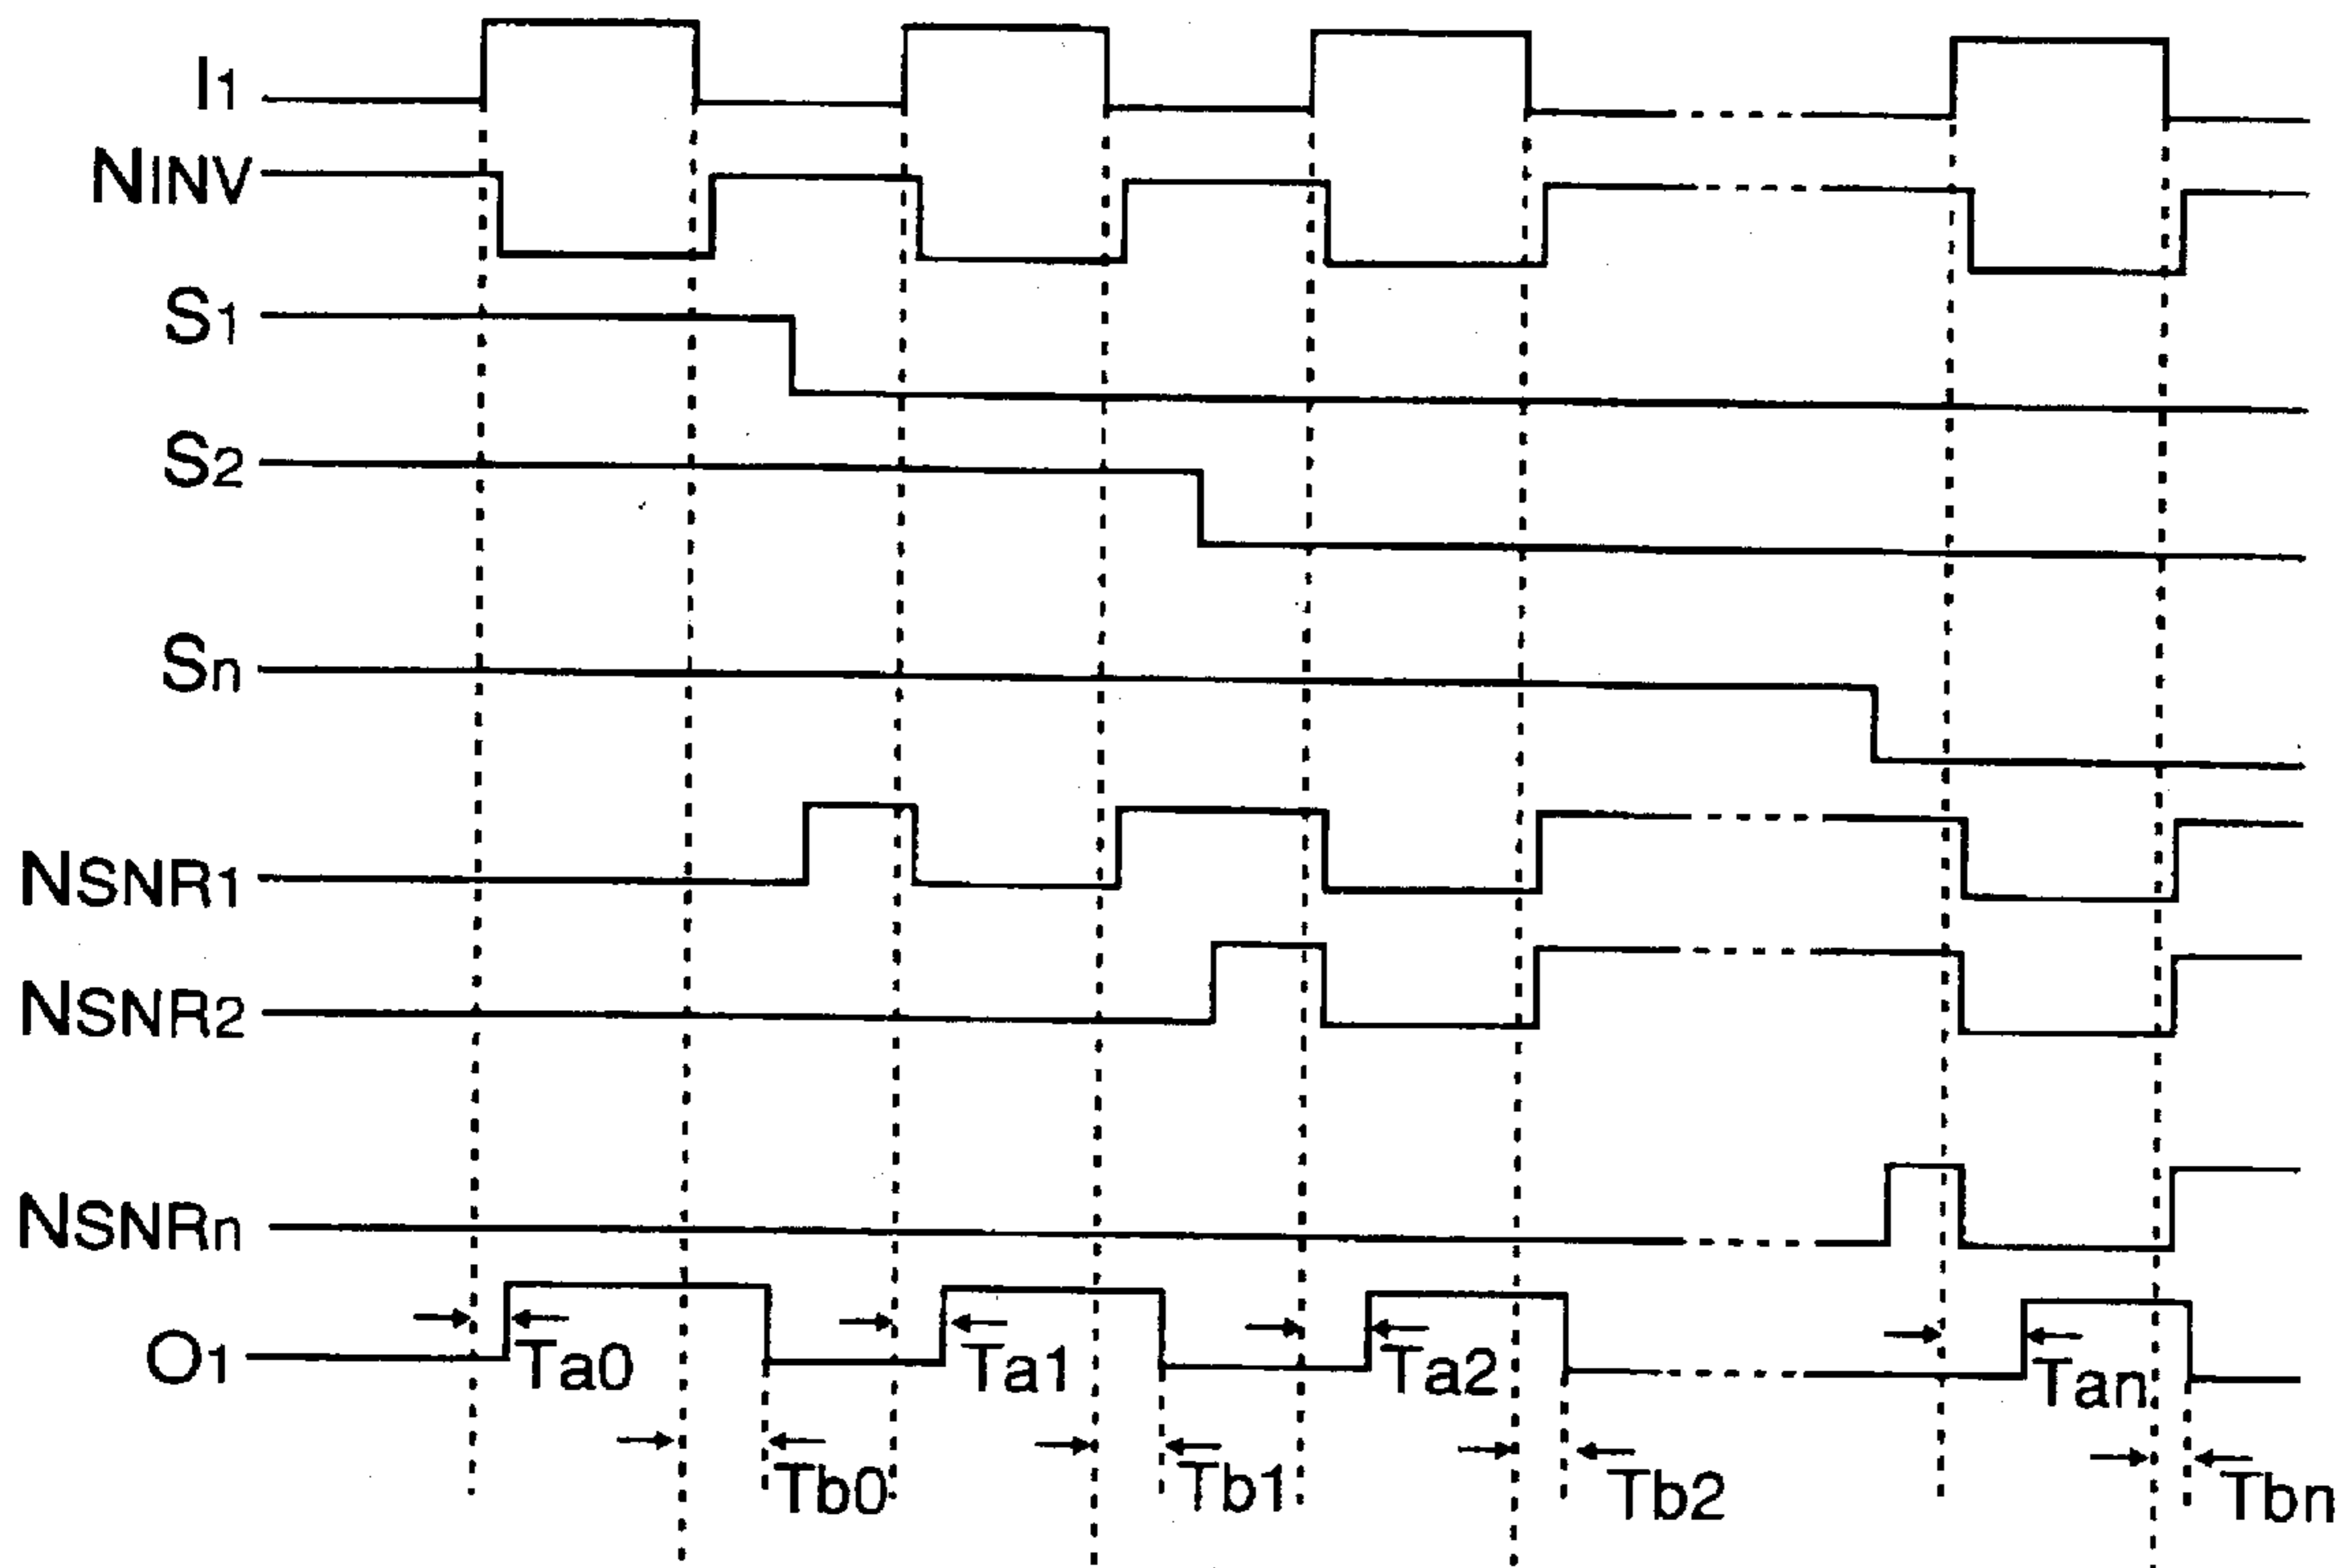 I1
NINV
S1
S2
Sn
NSNR1
NSNR2
NSNRn
O1
Ta0
Ta1
Ta2
Tan
Tb0
Tb1
Tb2
Tbn